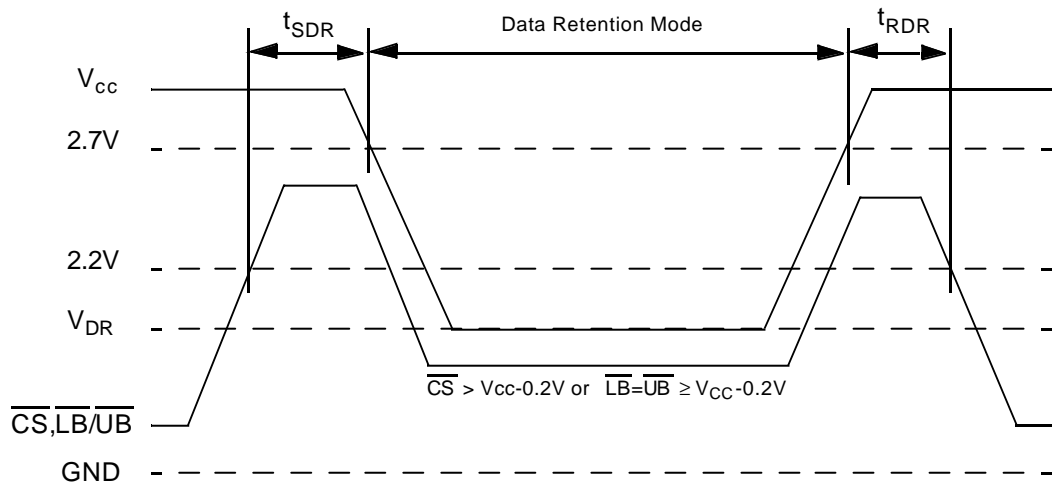 tSDR Data Retention Mode tRDR
Vcc
2.7V
2.2V
VDR
CS > Vcc-0.2V or LB=UB ≥ VCC-0.2V
CS,LB/UB
GND